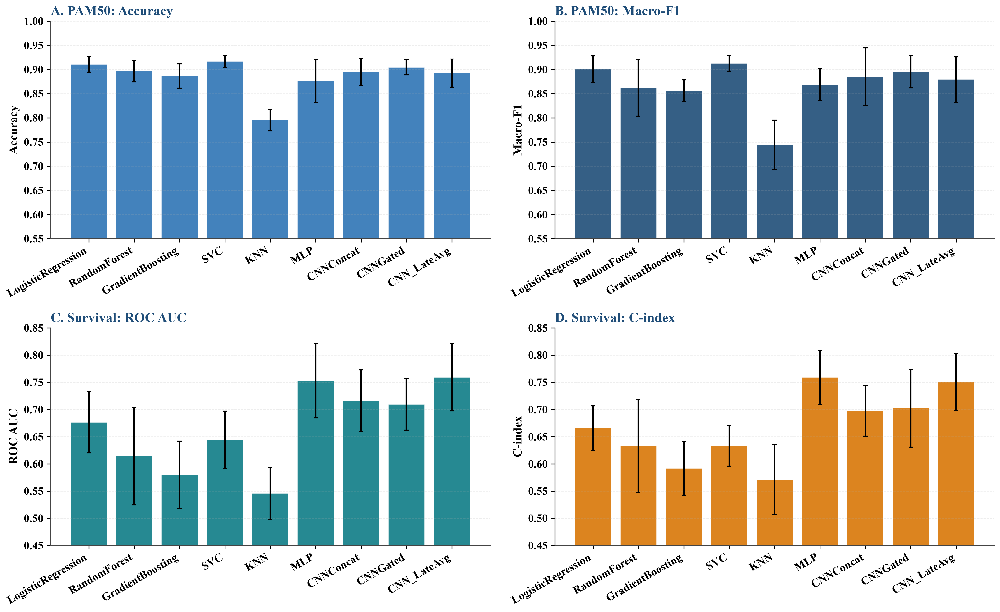 A. PAM50: Accuracy
Accuracy
1.00
0.95
0.90
0.85
0.80
0.75
0.70
0.65
0.60
0.55
LogisticRegression
RandomForest
GradientBoosting
SVC
KNN
MLP
CNNConcat
CNNGated
CNN_LateAvg
B. PAM50: Macro-F1
Macro-F1
1.00
0.95
0.90
0.85
0.80
0.75
0.70
0.65
0.60
0.55
LogisticRegression
RandomForest
GradientBoosting
SVC
KNN
MLP
CNNConcat
CNNGated
CNN_LateAvg
C. Survival: ROC AUC
ROC AUC
0.85
0.80
0.75
0.70
0.65
0.60
0.55
0.50
0.45
LogisticRegression
RandomForest
GradientBoosting
SVC
KNN
MLP
CNNConcat
CNNGated
CNN_LateAvg
D. Survival: C-index
C-index
0.85
0.80
0.75
0.70
0.65
0.60
0.55
0.50
0.45
LogisticRegression
RandomForest
GradientBoosting
SVC
KNN
MLP
CNNConcat
CNNGated
CNN_LateAvg